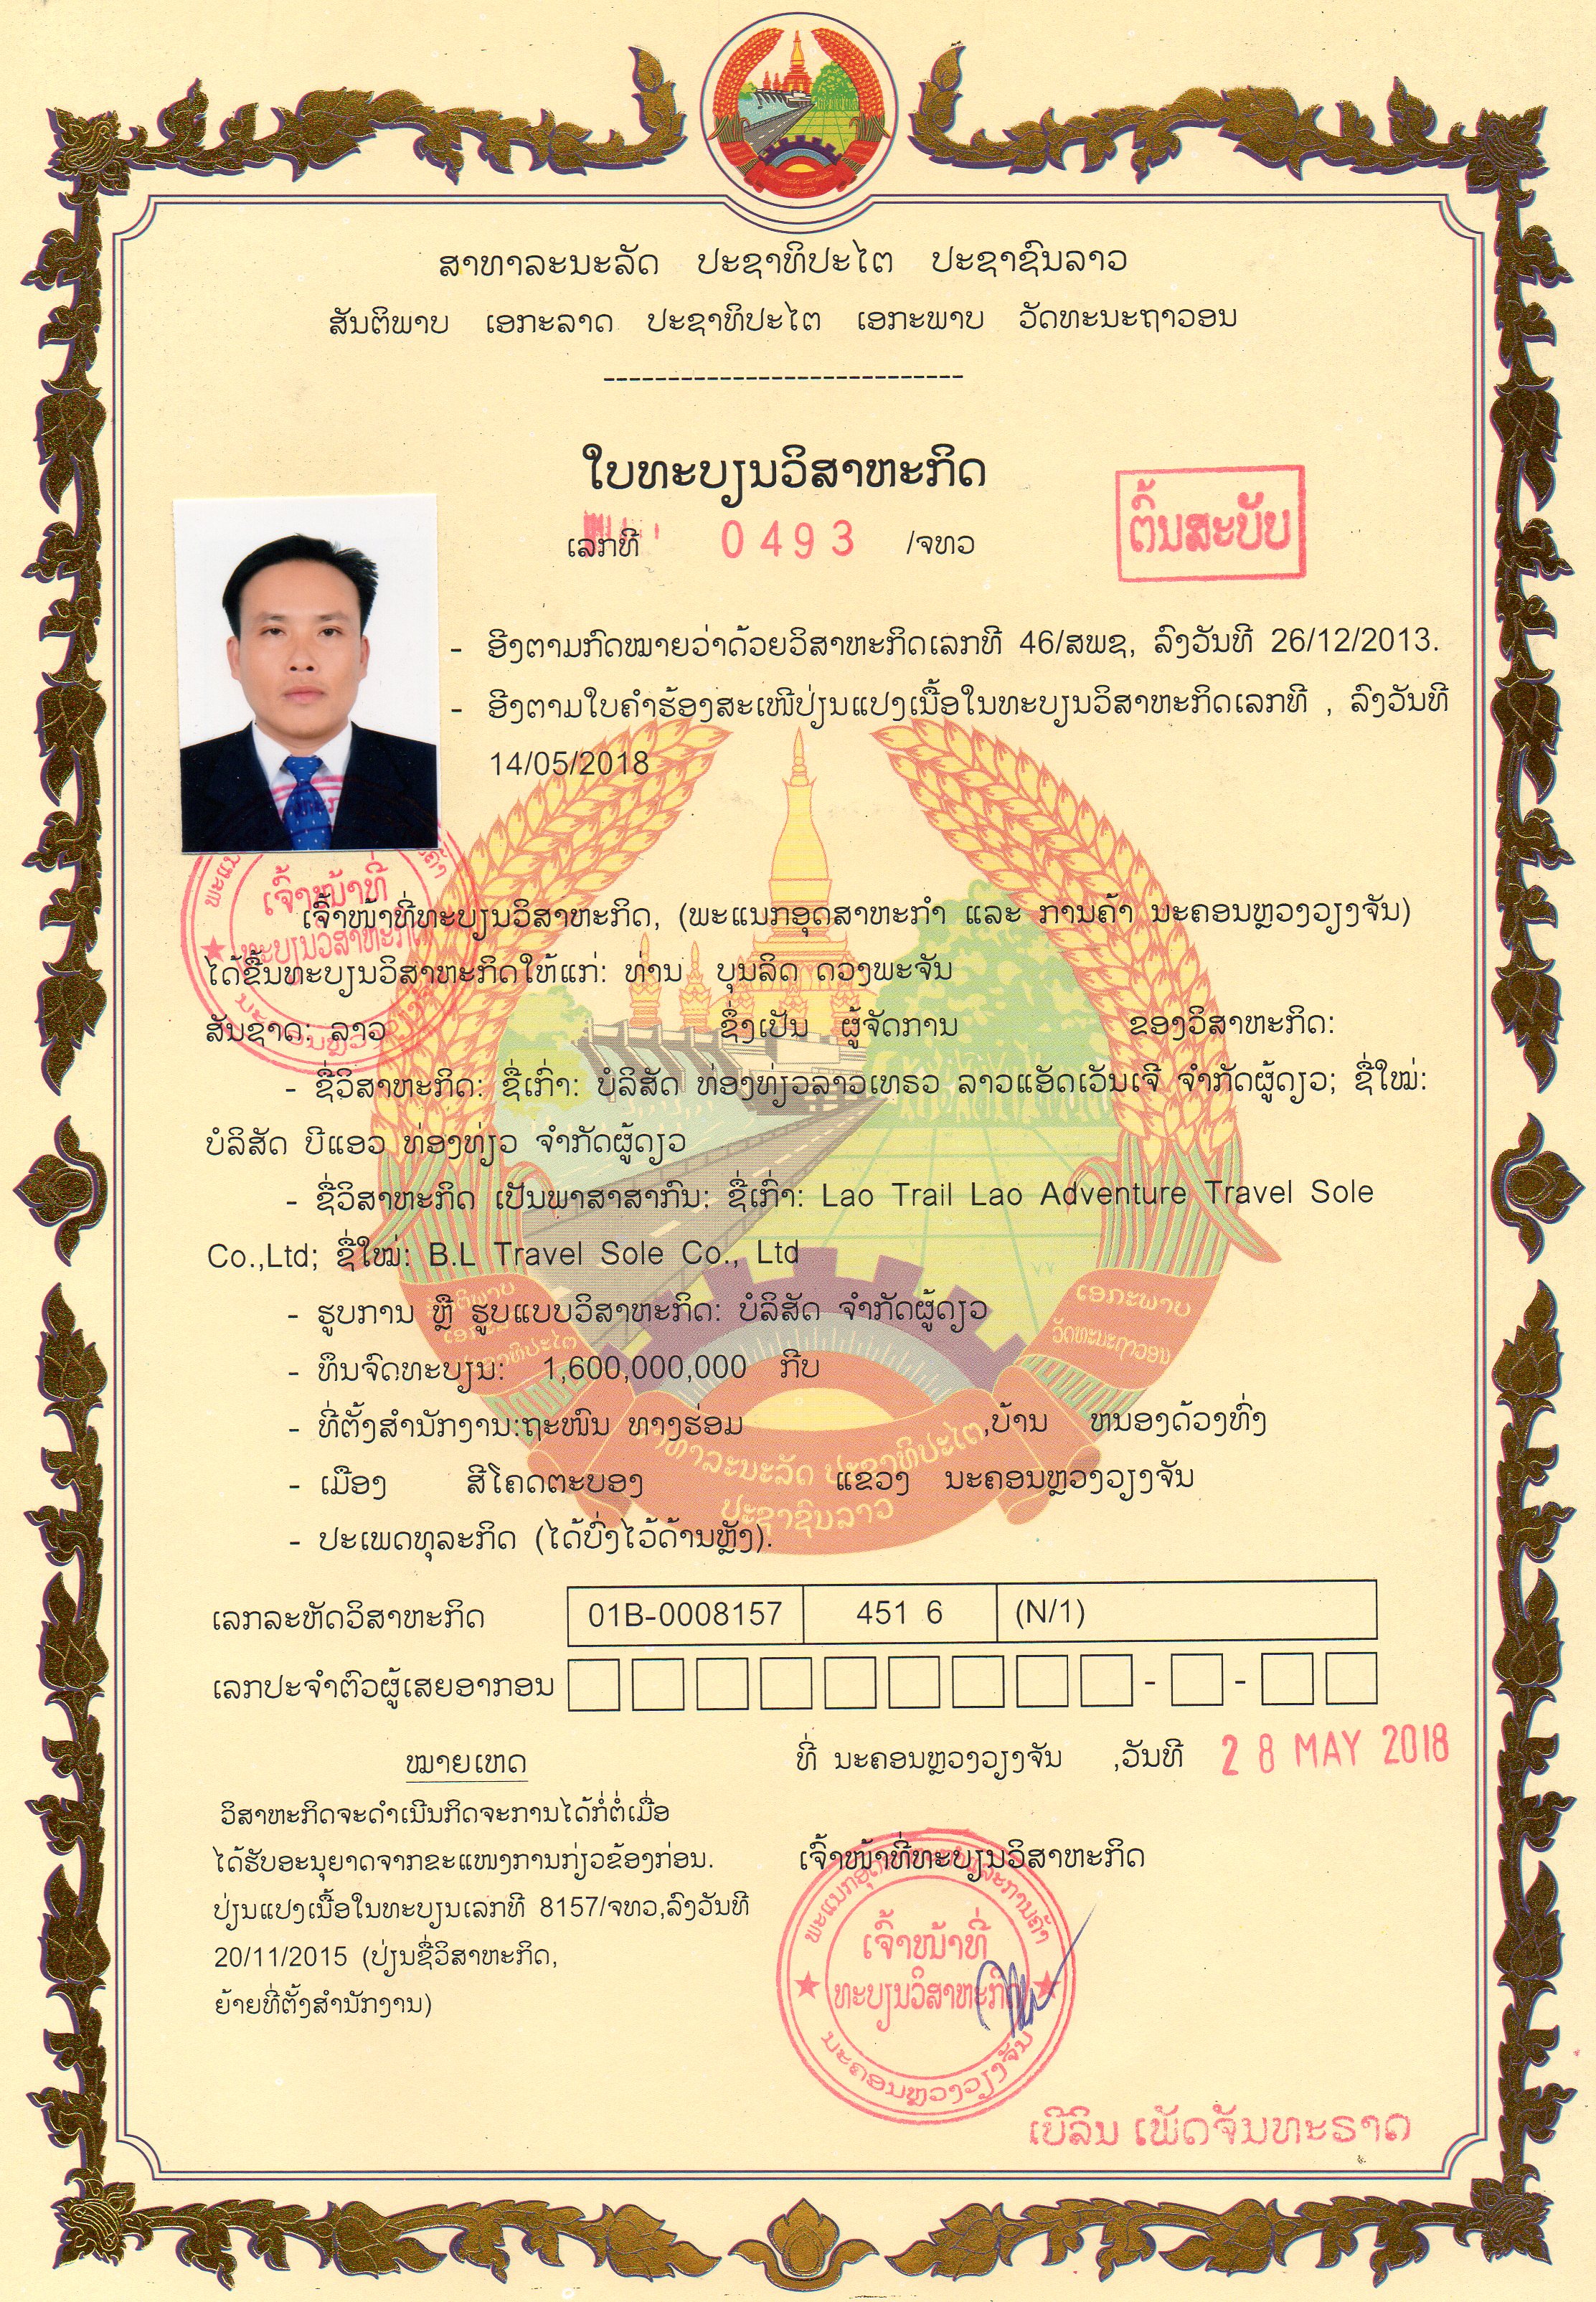 ສາທາລະນະລັດ ປະຊາທິປະໄຕ ປະຊາຊົນລາວ
ສັນຕິພາບ ເອກະລາດ ປະຊາທິປະໄຕ ເອກະພາບ ວັດທະນະຖາວອນ
----------------------------
ໃບທະບຽນວິສາຫະກິດ
ເລກທີ 0493 /ຈທວ
ຕົ້ນສະບັບ
- ອີງຕາມກົດໝາຍວ່າດ້ວຍວິສາຫະກິດເລກທີ 46/ສພຊ, ລົງວັນທີ 26/12/2013.
- ອີງຕາມໃບຄໍາຮ້ອງສະເໜີປ່ຽນແປງເນື້ອໃນທະບຽນວິສາຫະກິດເລກທີ , ລົງວັນທີ
14/05/2018
ເຈົ້າໜ້າທີ່ທະບຽນວິສາຫະກິດ, (ພະແນກອຸດສາຫະກໍາ ແລະ ການຄ້າ ນະຄອນຫຼວງວຽງຈັນ)
ໄດ້ຂຶ້ນທະບຽນວິສາຫະກິດໃຫ້ແກ່: ທ່ານ ບຸນລິດ ດວງພະຈັນ
ສັນຊາດ: ລາວ ຊຶ່ງເປັນ ຜູ້ຈັດການ ຂອງວິສາຫະກິດ:
- ຊື່ວິສາຫະກິດ: ຊື່ເກົ່າ: ບໍລິສັດ ທ່ອງທ່ຽວລາວເທຣວ ລາວແອັດເວັນເຈີ ຈໍາກັດຜູ້ດຽວ; ຊື່ໃໝ່:
ບໍລິສັດ ບີແອວ ທ່ອງທ່ຽວ ຈໍາກັດຜູ້ດຽວ
- ຊື່ວິສາຫະກິດ ເປັນພາສາສາກົນ: ຊື່ເກົ່າ: Lao Trail Lao Adventure Travel Sole
Co.,Ltd; ຊື່ໃໝ່: B.L Travel Sole Co., Ltd
- ຮູບການ ຫຼື ຮູບແບບວິສາຫະກິດ: ບໍລິສັດ ຈໍາກັດຜູ້ດຽວ
- ທຶນຈົດທະບຽນ: 1,600,000,000 ກີບ
- ທີ່ຕັ້ງສໍານັກງານ:ຖະໜົນ ທາງຮ່ອມ ,ບ້ານ ຫນອງດ້ວງທົ່ງ
- ເມືອງ ສີໂຄດຕະບອງ ແຂວງ ນະຄອນຫຼວງວຽງຈັນ
- ປະເພດທຸລະກິດ (ໄດ້ບົ່ງໄວ້ດ້ານຫຼັງ).
ເລກລະຫັດວິສາຫະກິດ 01B-0008157 451 6 (N/1)
ເລກປະຈໍາຕົວຜູ້ເສຍອາກອນ - -
ທີ່ ນະຄອນຫຼວງວຽງຈັນ ,ວັນທີ 28 MAY 2018
ໝາຍເຫດ
ວິສາຫະກິດຈະດໍາເນີນກິດຈະການໄດ້ກໍ່ຕໍ່ເມື່ອ
ໄດ້ຮັບອະນຸຍາດຈາກຂະແໜງການກ່ຽວຂ້ອງກ່ອນ.
ປ່ຽນແປງເນື້ອໃນທະບຽນເລກທີ 8157/ຈທວ,ລົງວັນທີ
20/11/2015 (ປ່ຽນຊື່ວິສາຫະກິດ,
ຍ້າຍທີ່ຕັ້ງສໍານັກງານ)
ເຈົ້າໜ້າທີ່ທະບຽນວິສາຫະກິດ
ເຈົ້າໜ້າທີ່
ທະບຽນວິສາຫະກິດ
ນະຄອນຫຼວງວຽງຈັນ
ເບີລິນ ເພັດຈັນທະຣາດ